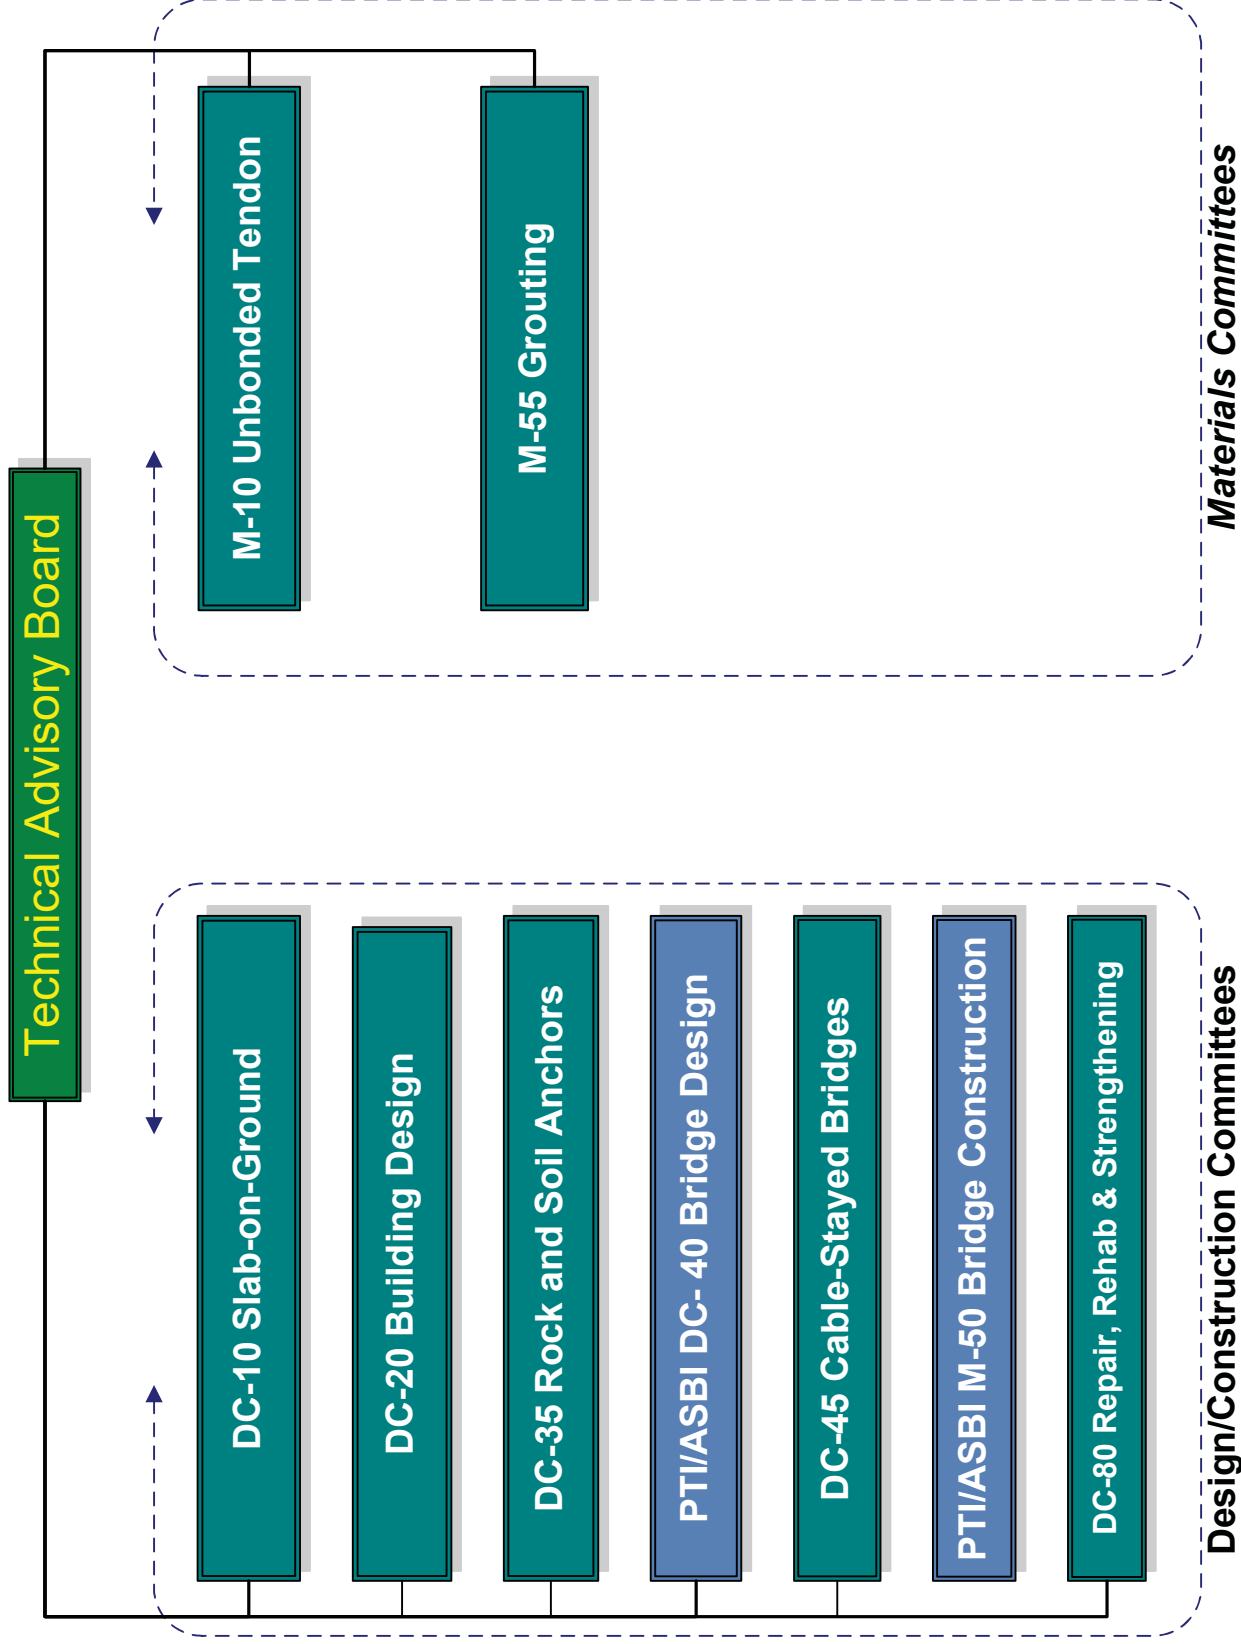 Technical Advisory Board
DC-10 Slab-on-Ground
DC-20 Building Design
DC-35 Rock and Soil Anchors
PTI/ASBI DC- 40 Bridge Design
DC-45 Cable-Stayed Bridges
PTI/ASBI M-50 Bridge Construction
DC-80 Repair, Rehab & Strengthening
Design/Construction Committees
M-10 Unbonded Tendon
M-55 Grouting
Materials Committees